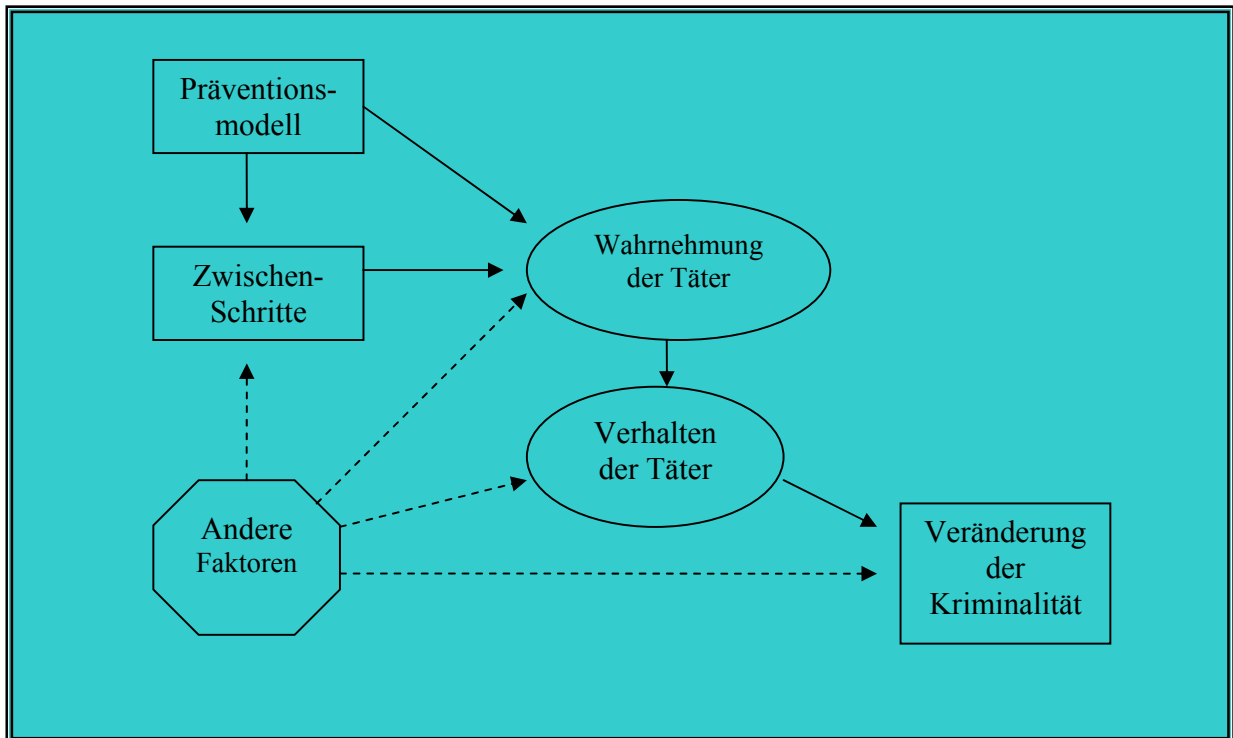 Präventions-
modell
Zwischen-
Schritte
Wahrnehmung
der Täter
Verhalten
der Täter
Andere
Faktoren
Veränderung
der
Kriminalität